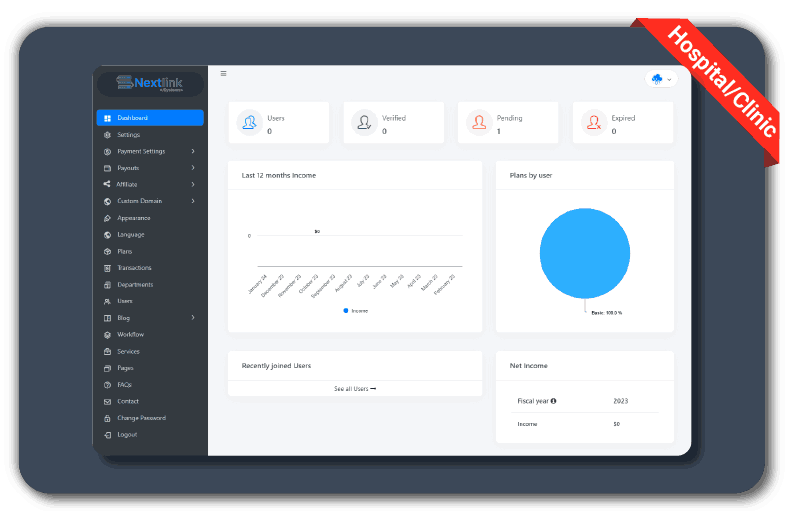 Hospital/Clinic
Nextlink
eSystems
Dashboard
Settings
Payment Settings
Payouts
Affiliate
Custom Domain
Appearance
Language
Plans
Transactions
Departments
Users
Blog
Workflow
Services
Pages
FAQs
Contact
Change Password
Logout
Users
0
Verified
0
Pending
1
Expired
0
Last 12 months Income
0
$0
January 24
December 23
November 23
October 23
September 23
August 23
July 23
June 23
May 23
April 23
March 23
February 23
Income
Plans by user
Basic: 100.0 %
Recently joined Users
See all Users
Net Income
Fiscal year 2023
Income $0